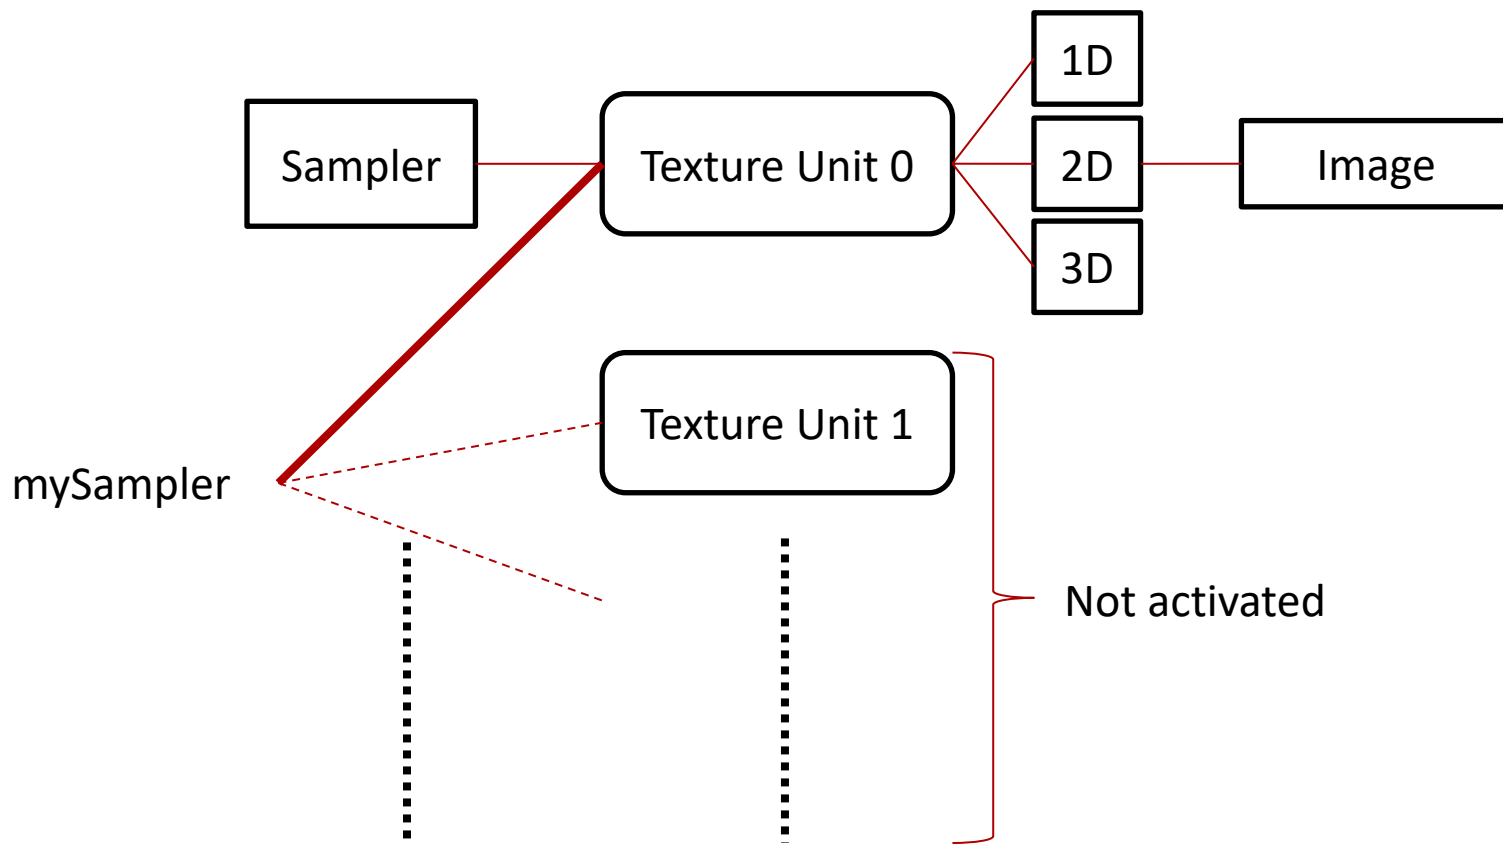 1D
Sampler
Texture Unit 0
2D
Image
3D
Texture Unit 1
mySampler
Not activated